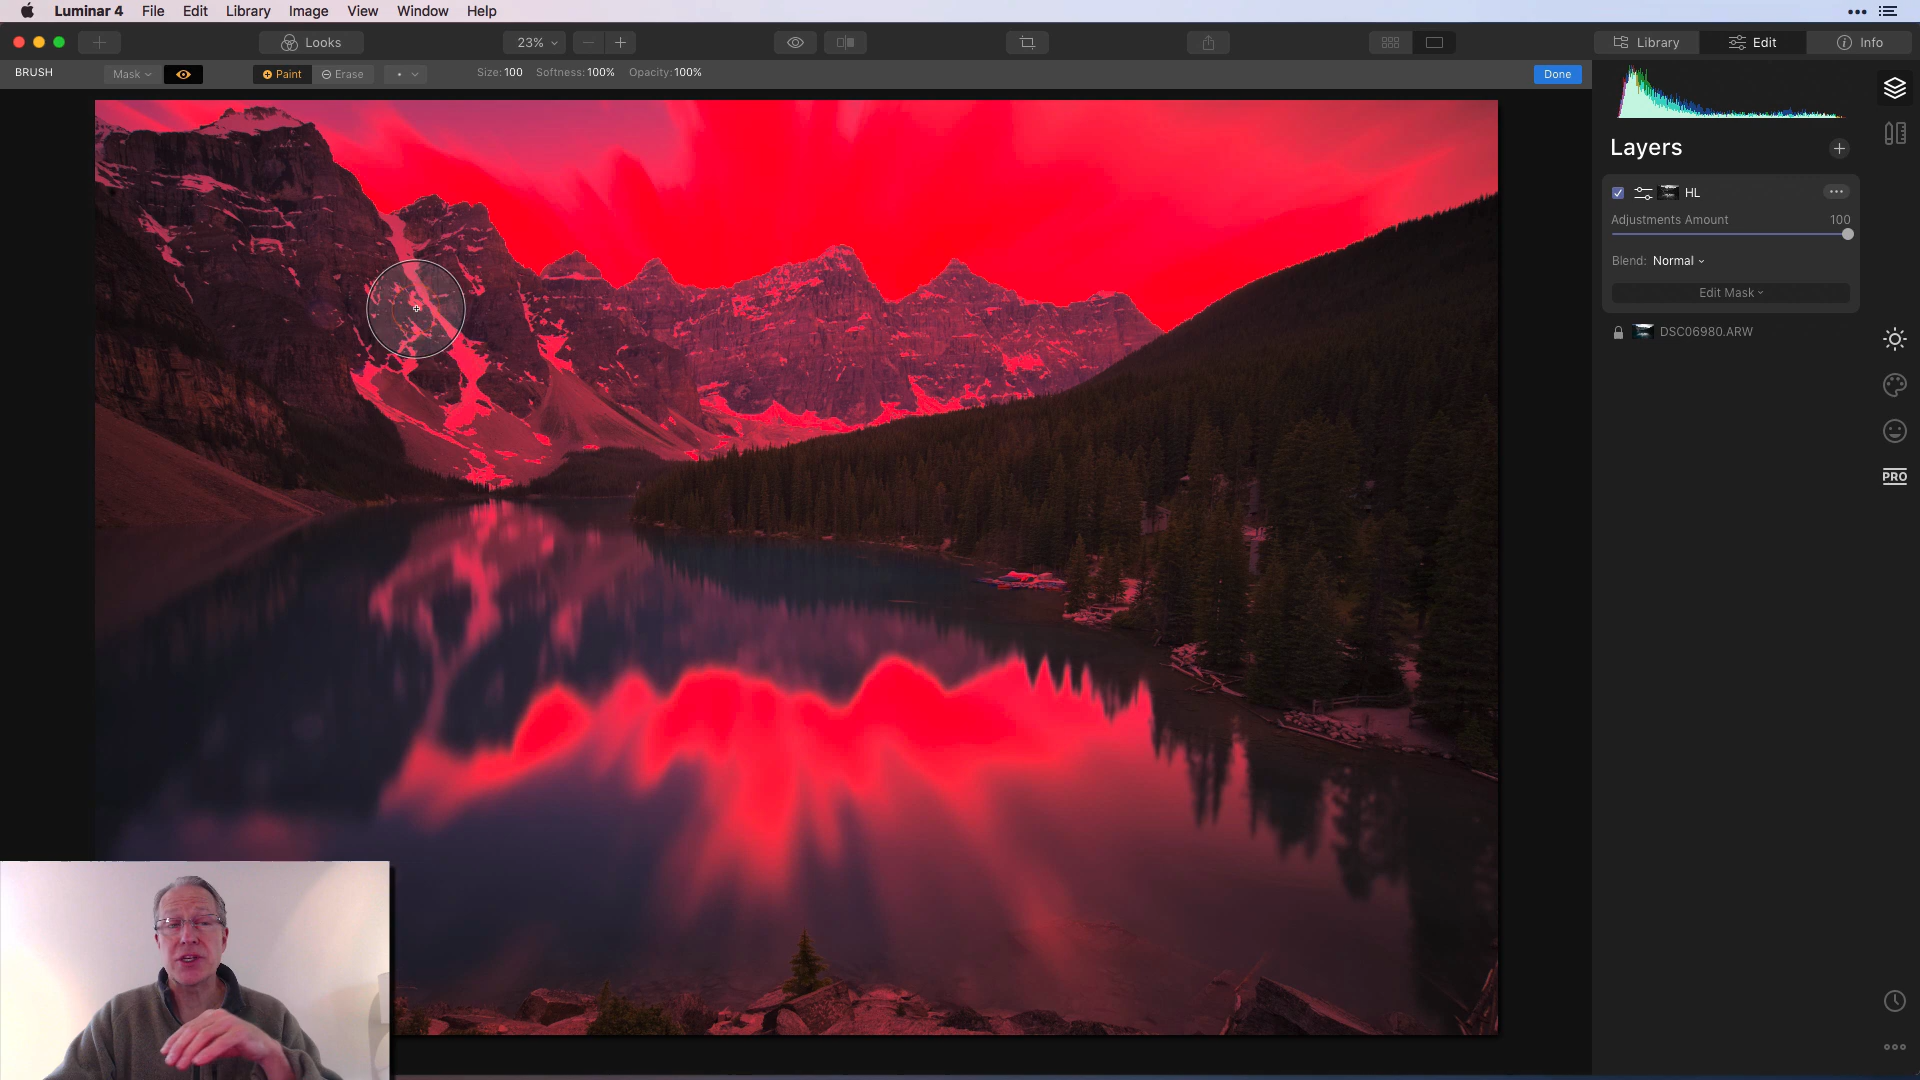 Luminar 4 File Edit Library Image View Window Help
Looks 23% Library Edit Info
BRUSH Mask Paint Erase Size: 100 Softness: 100% Opacity: 100% Done
Layers
HL
Adjustments Amount 100
Blend: Normal
Edit Mask
DSC06980.ARW
PRO